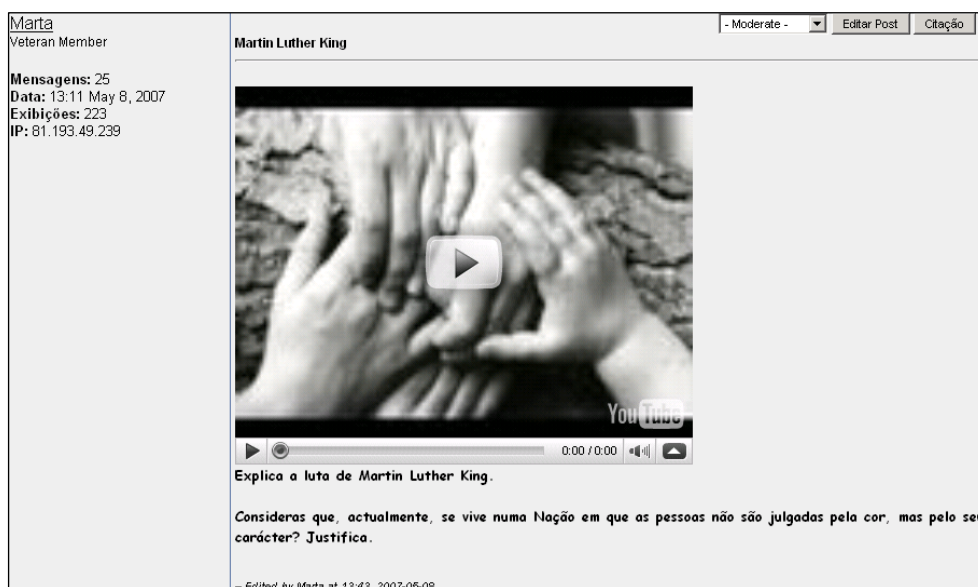 Marta
Veteran Member
Mensagens: 25
Data: 13:11 May 8, 2007
Exibições: 223
IP: 81.193.49.239
- Moderate -
Editar Post
Citação
Martin Luther King
YouTube
0:00 / 0:00
Explica a luta de Martin Luther King.
Consideras que, actualmente, se vive numa Nação em que as pessoas não são julgadas pela cor, mas pelo
carácter? Justifica.
-- Edited by Marta at 13:43, 2007-05-08